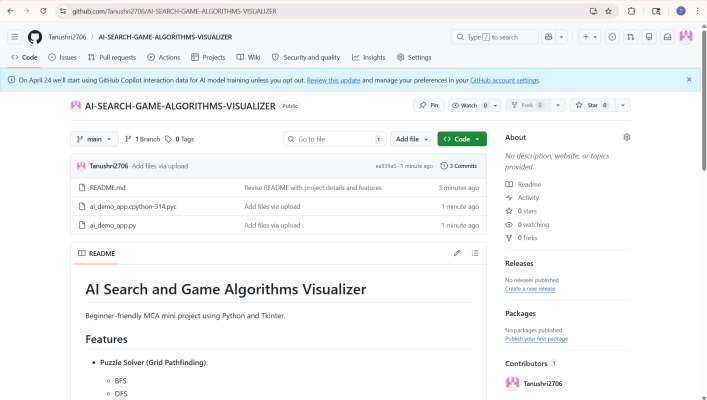 github.com/Tanushri2706/AI-SEARCH-GAME-ALGORITHMS-VISUALIZER
Tanushri2706 / AI-SEARCH-GAME-ALGORITHMS-VISUALIZER
Type / to search
Code Issues Pull requests Actions Projects Wiki Security and quality Insights Settings
On April 24 we'll start using GitHub Copilot interaction data for AI model training unless you opt out. Review this update and manage your preferences in your GitHub account settings.
AI-SEARCH-GAME-ALGORITHMS-VISUALIZER Public
Pin Watch 0 Fork 0 Star 0
main 1 Branch 0 Tags
Go to file t
Add file Code
Tanushri2706 Add files via upload 1 minute ago 3 Commits
README.md Revise README with project details and features 3 minutes ago
ai_demo_app.cpython-314.pyc Add files via upload 1 minute ago
ai_demo_app.py Add files via upload 1 minute ago
README
AI Search and Game Algorithms Visualizer
Beginner-friendly MCA mini project using Python and Tkinter.
Features
Puzzle Solver (Grid Pathfinding):
BFS
DFS
About
No description, website, or topics
provided.
Readme
Activity
0 stars
0 watching
0 forks
Releases
No releases published
Create a new release
Packages
No packages published
Publish your first package
Contributors 1
Tanushri2706